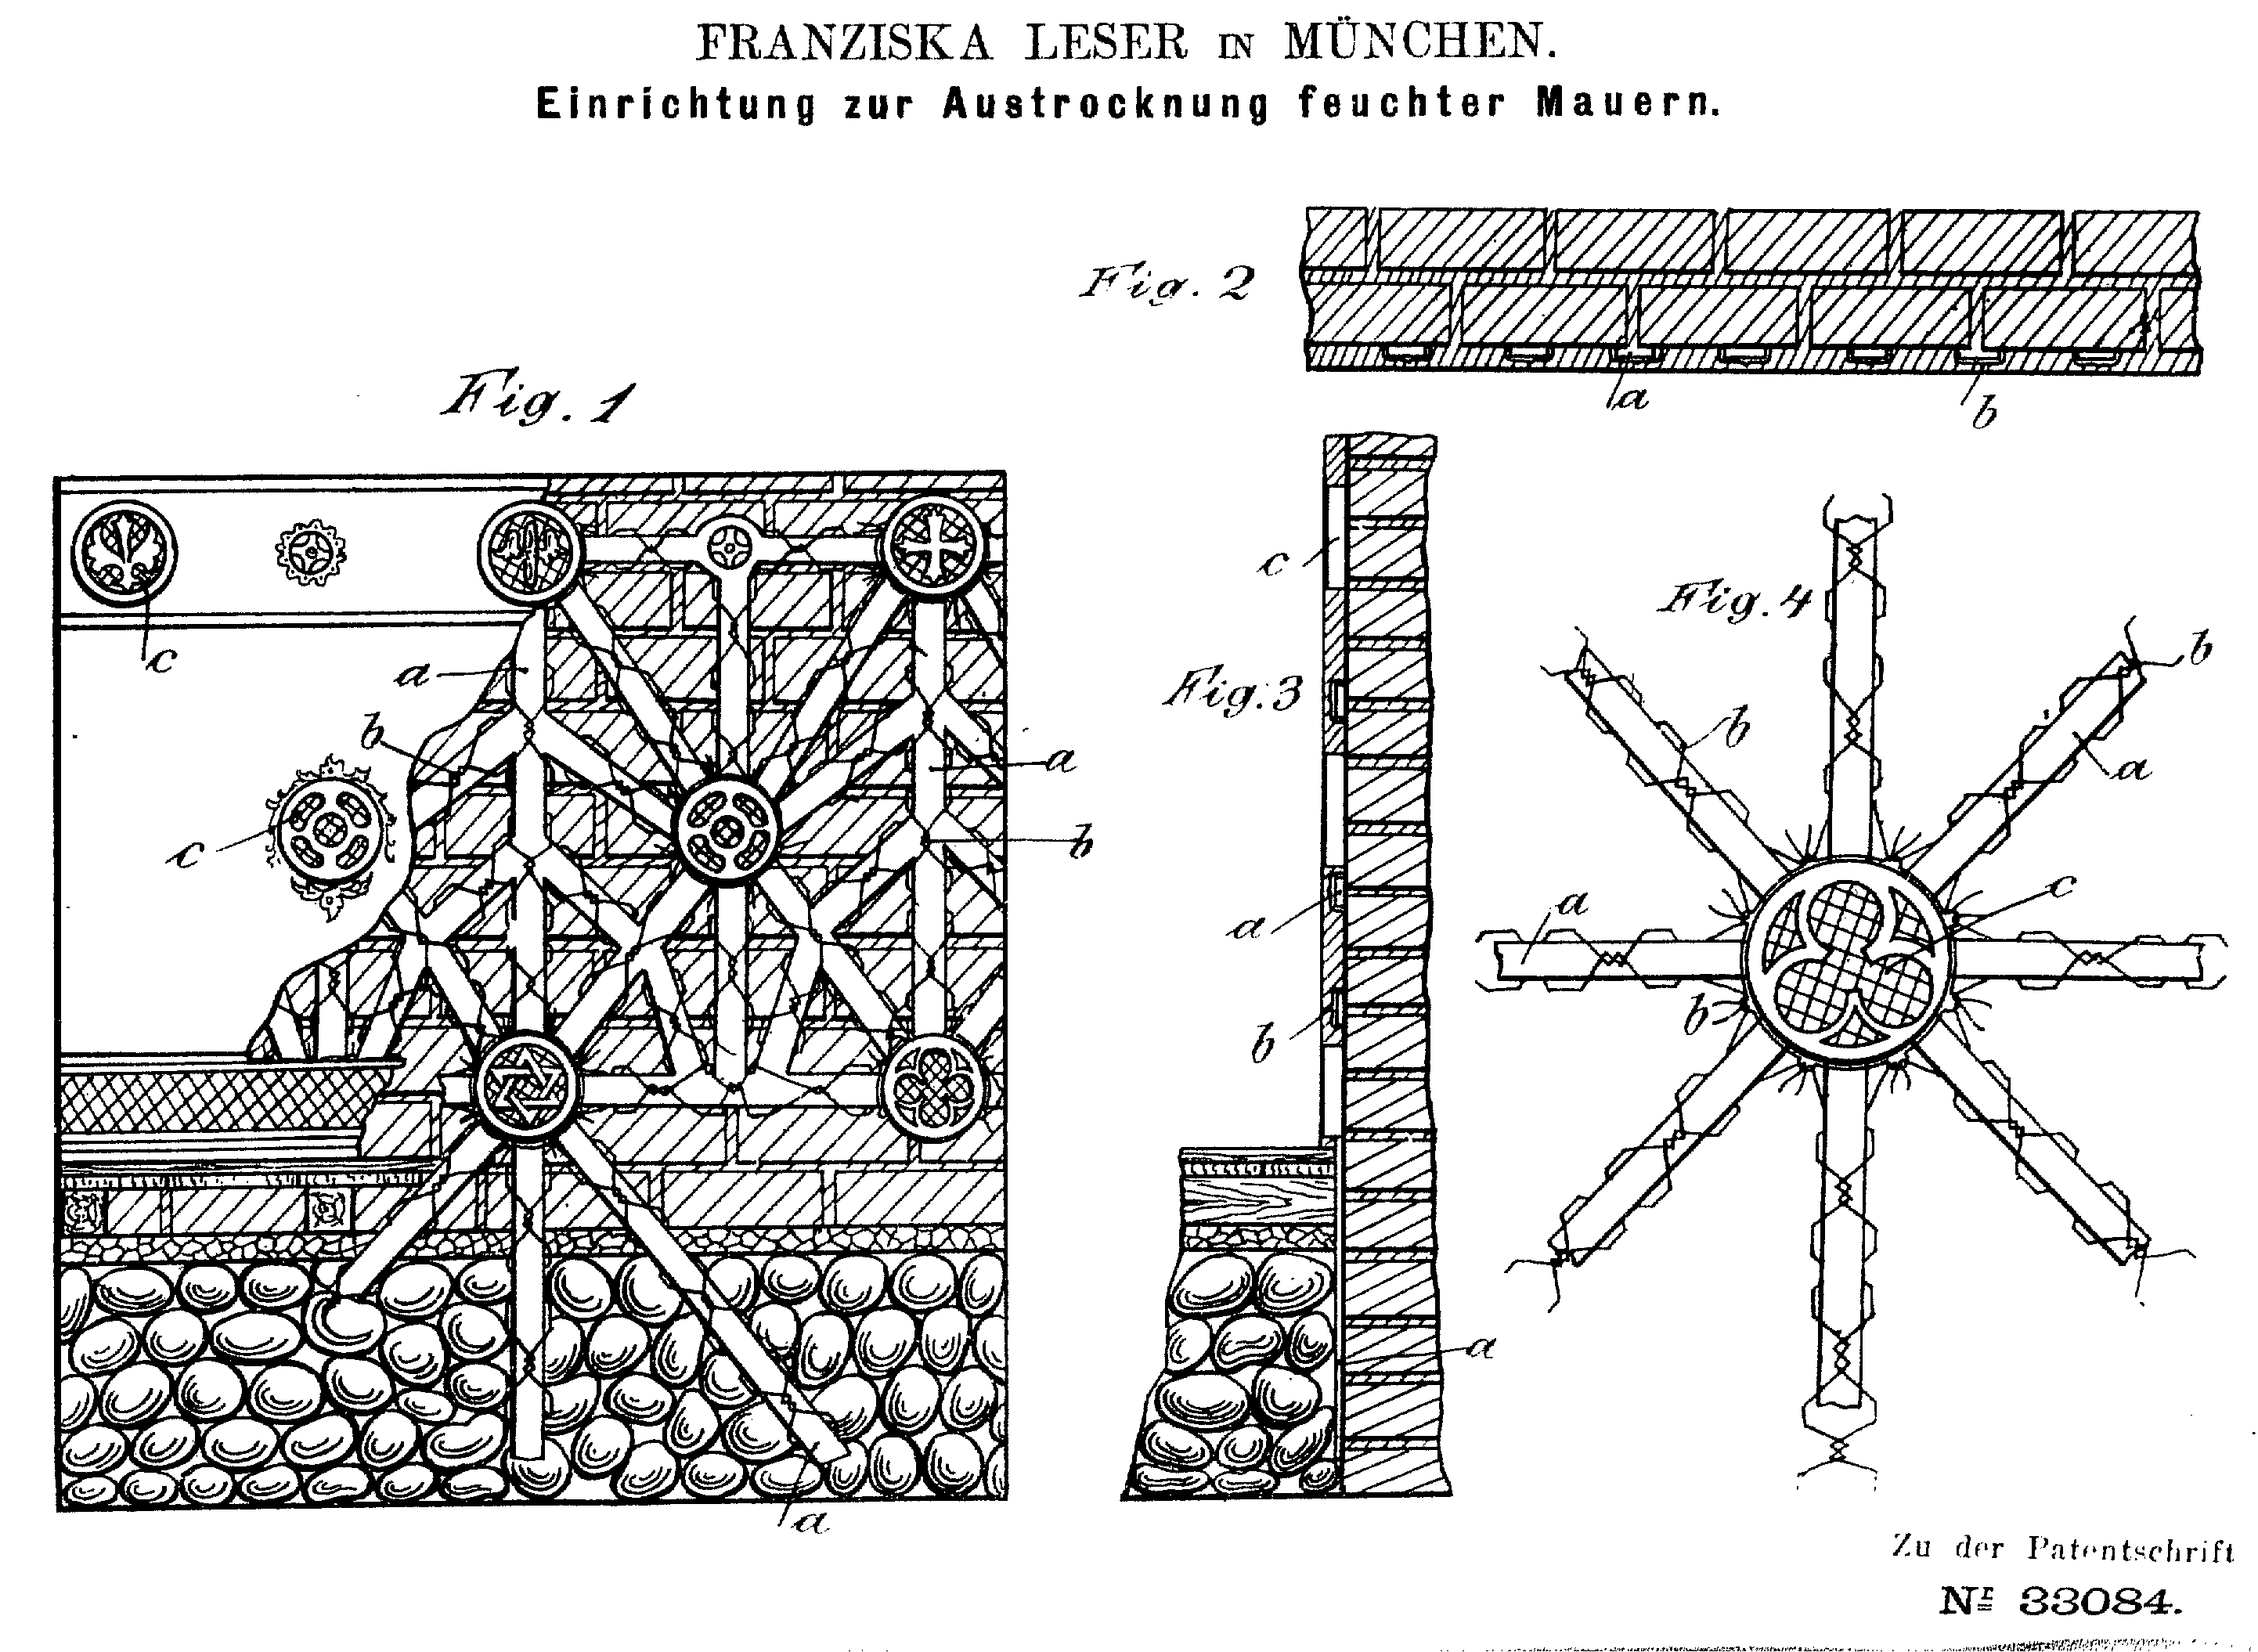 FRANZISKA LESER IN MÜNCHEN.
Einrichtung zur Austrocknung feuchter Mauern.
Fig. 2
a
b
Fig. 1
c
a
b
c
a
b
a
Fig. 3
c
a
b
a
Fig. 4
b
b
a
a
c
b
Zu der Patentschrift
Nr 33084.